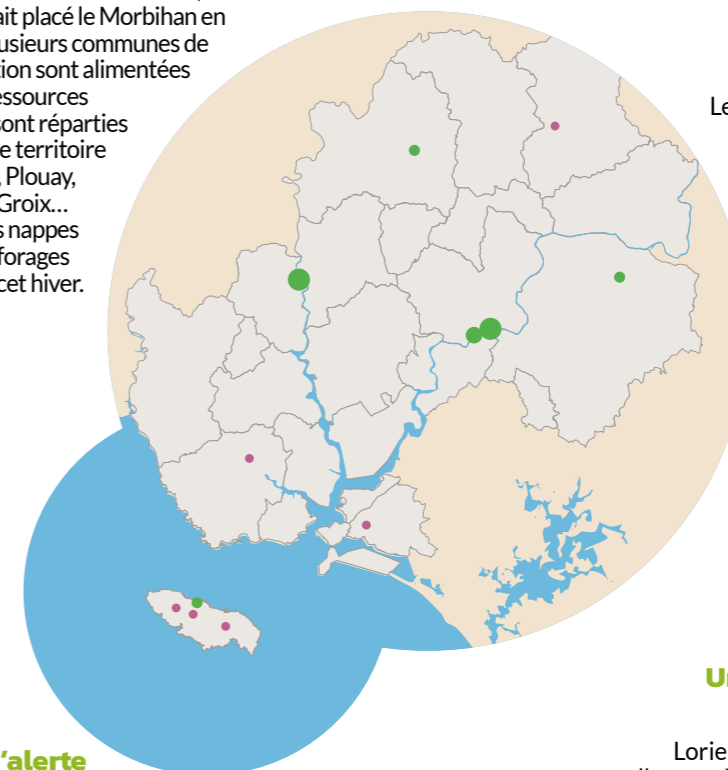 ait placé le Morbihan en
usieurs communes de
tion sont alimentées
essources
sont réparties
e territoire
, Plouay,
Groix…
s nappes
forages
cet hiver.
Le
Un
Lorie
'alerte